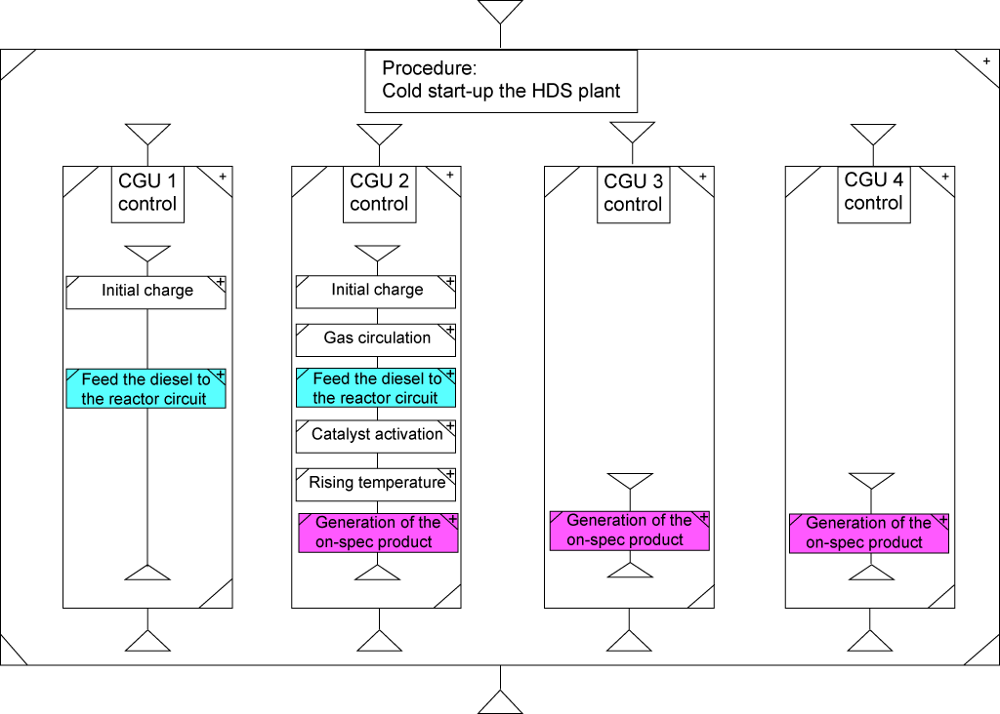 Procedure:
Cold start-up the HDS plant
+
CGU 1
control
+
Initial charge
+
Feed the diesel to
the reactor circuit
+
CGU 2
control
+
Initial charge
+
Gas circulation
+
Feed the diesel to
the reactor circuit
+
Catalyst activation
+
Rising temperature
+
Generation of the
on-spec product
+
CGU 3
control
+
Generation of the
on-spec product
+
CGU 4
control
+
Generation of the
on-spec product
+